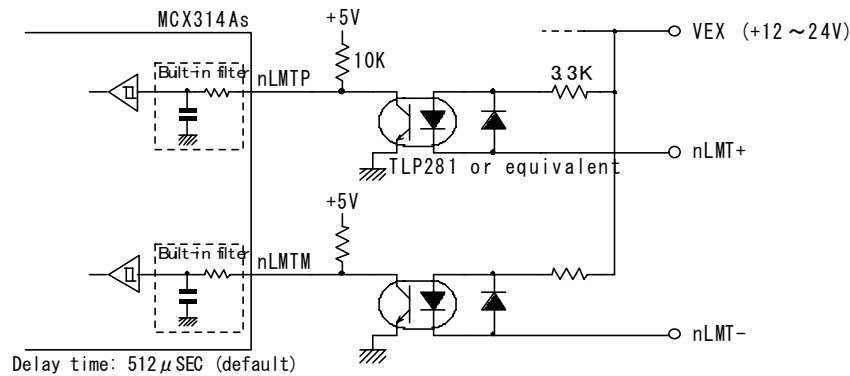 MCX314As
+5V
VEX (+12～24V)
10K
3.3K
Built-in filter
nLMTP
nLMT+
TLP281 or equivalent
+5V
Built-in filter
nLMTM
nLMT-
Delay time: 512μSEC (default)